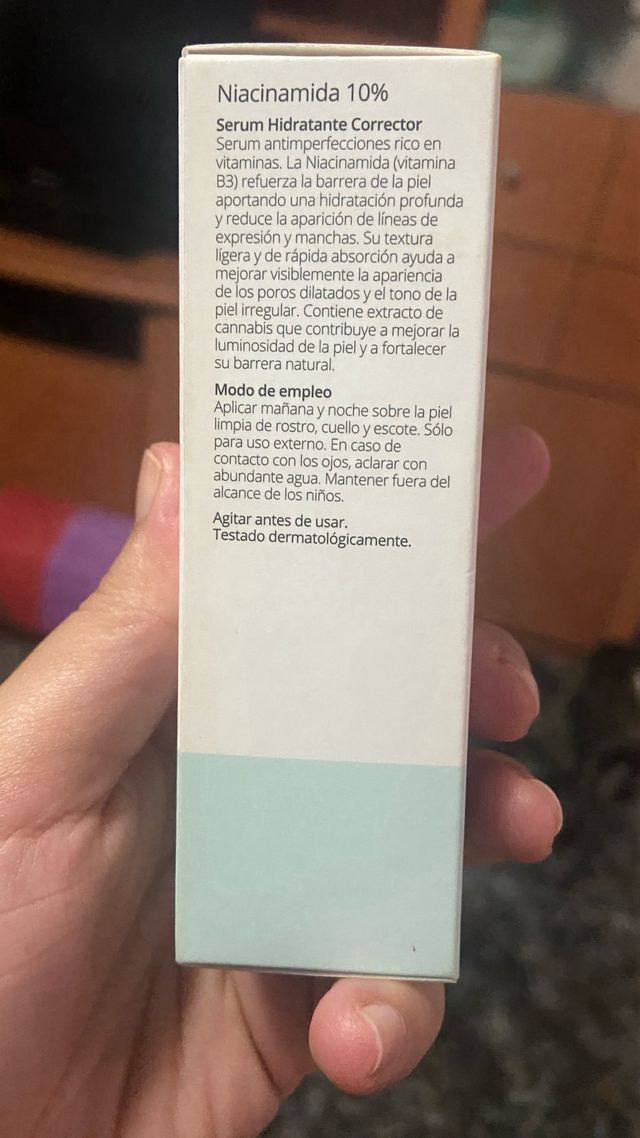 Niacinamida 10%
Serum Hidratante Corrector
Serum antimperfecciones rico en
vitaminas. La Niacinamida (vitamina
B3) refuerza la barrera de la piel
aportando una hidratación profunda
y reduce la aparición de líneas de
expresión y manchas. Su textura
lígera y de rápida absorción ayuda a
mejorar visiblemente la apariencia
de los poros dilatados y el tono de la
piel irregular. Contiene extracto de
cannabis que contribuye a mejorar la
luminosidad de la piel y a fortalecer
su barrera natural.
Modo de empleo
Aplicar mañana y noche sobre la piel
limpia de rostro, cuello y escote. Sólo
para uso externo. En caso de
contacto con los ojos, aclarar con
abundante agua. Mantener fuera del
alcance de los niños.
Agitar antes de usar.
Testado dermatológicamente.